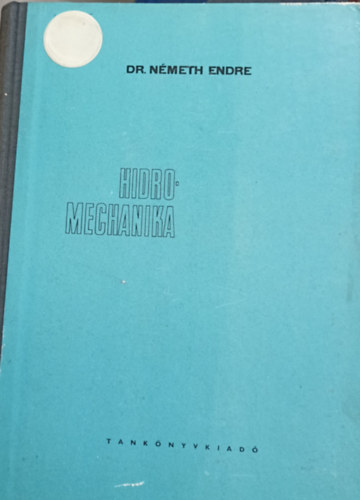 DR. NÉMETH ENDRE
HIDRO-
MECHANIKA
TANKÖNYVKIADÓ